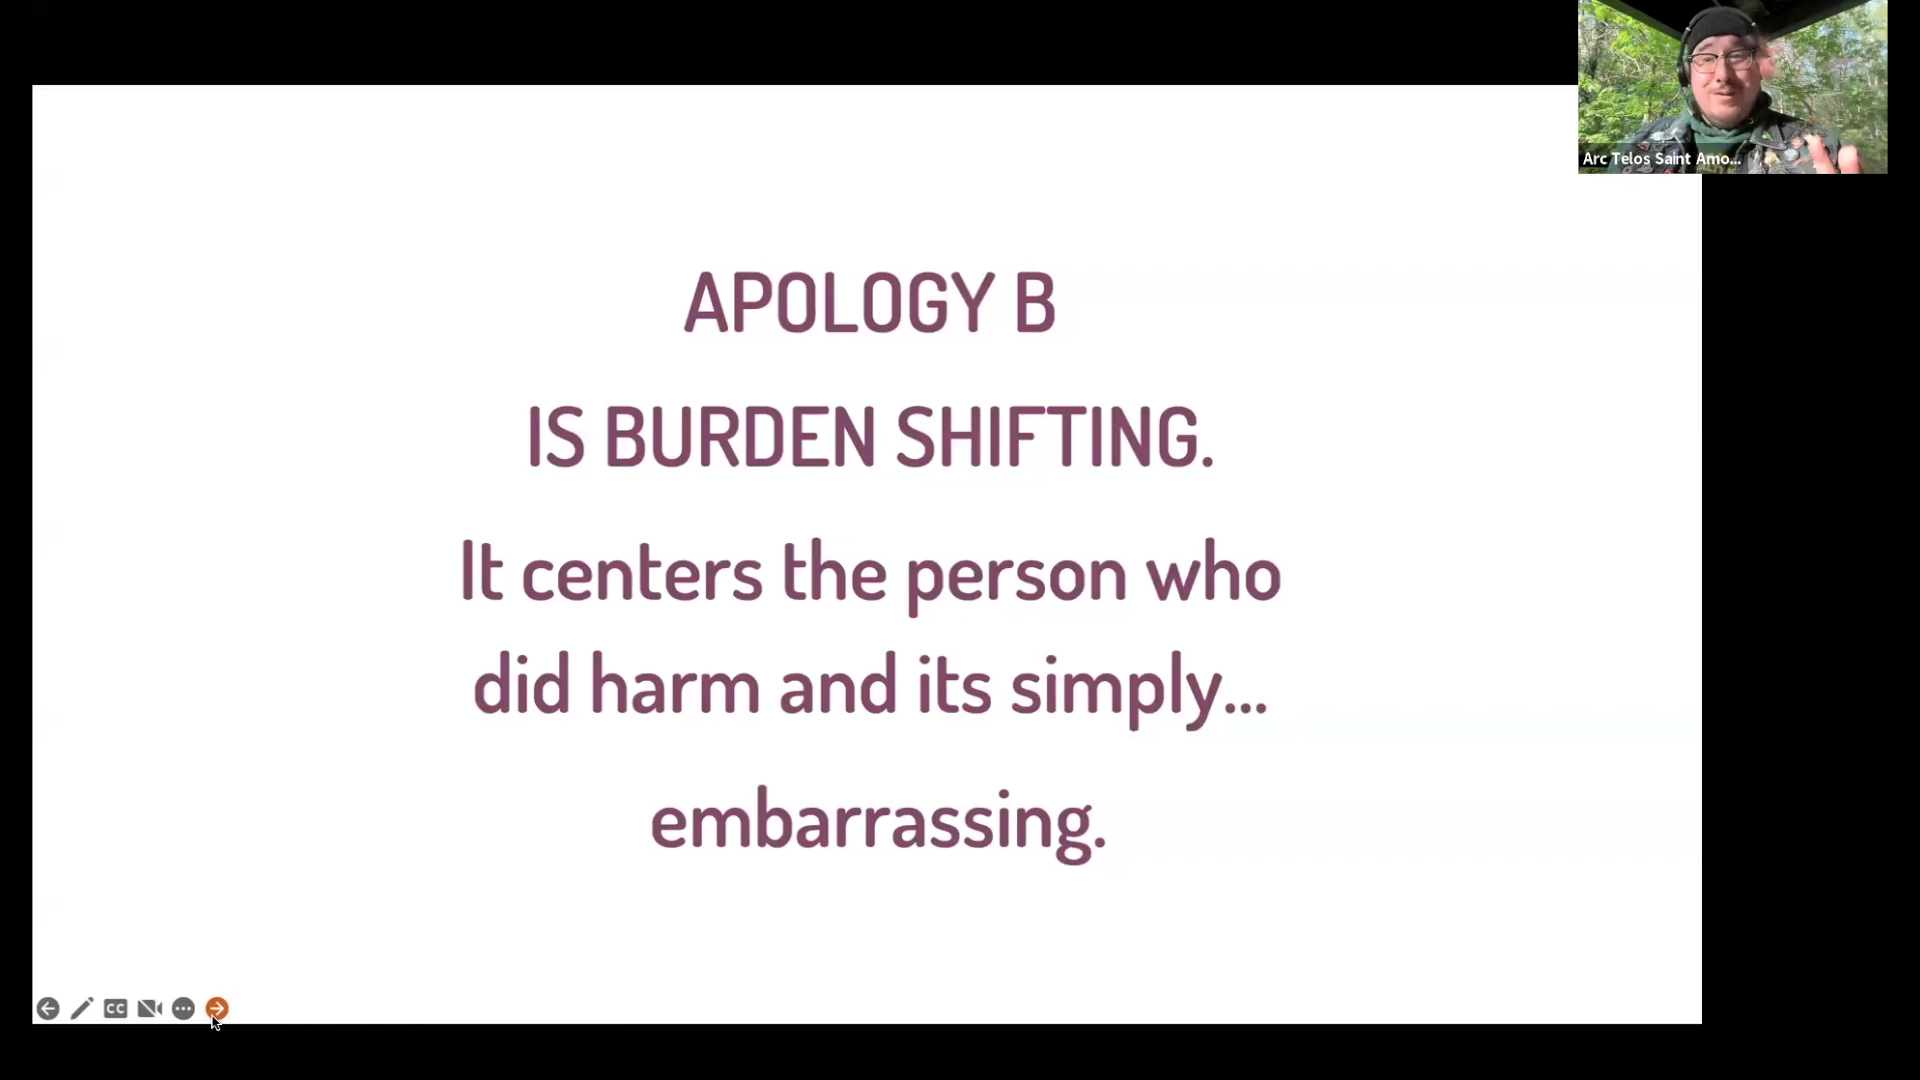 Arc Telos Saint Amo...
APOLOGY B
IS BURDEN SHIFTING.
It centers the person who
did harm and its simply...
embarrassing.
CC